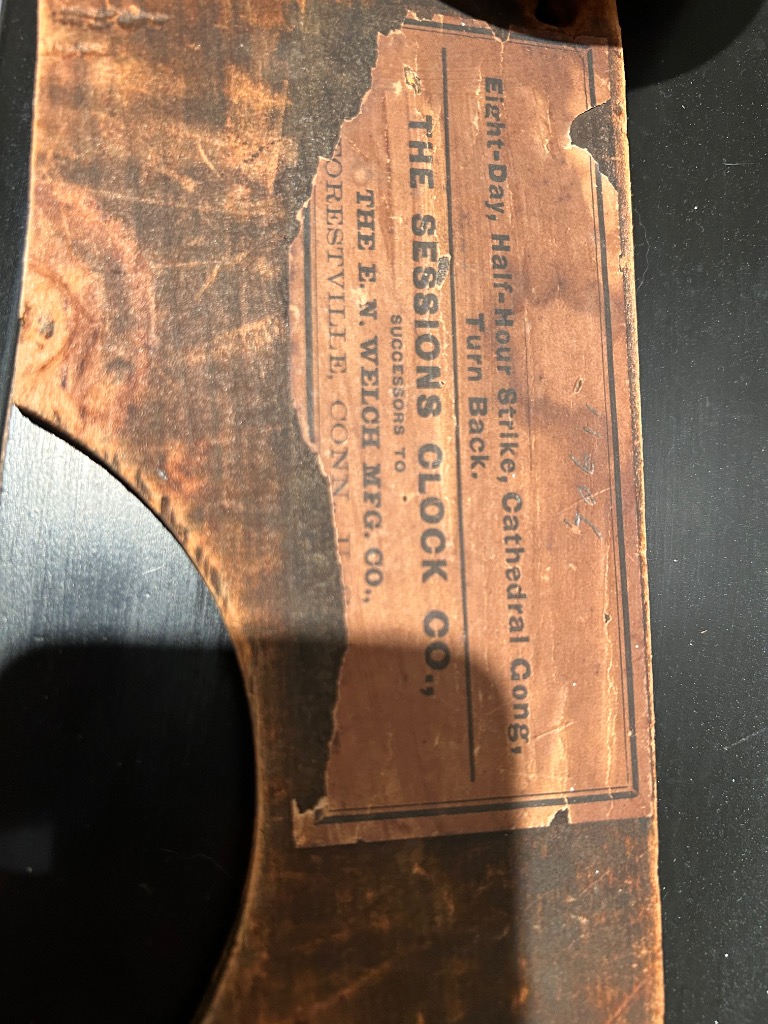 Eight-Day, Half-Hour Strike, Cathedral Gong,
Turn Back.
THE SESSIONS CLOCK CO.,
SUCCESSORS TO
THE E. N. WELCH MFG. CO.,
FORESTVILLE, CONN.